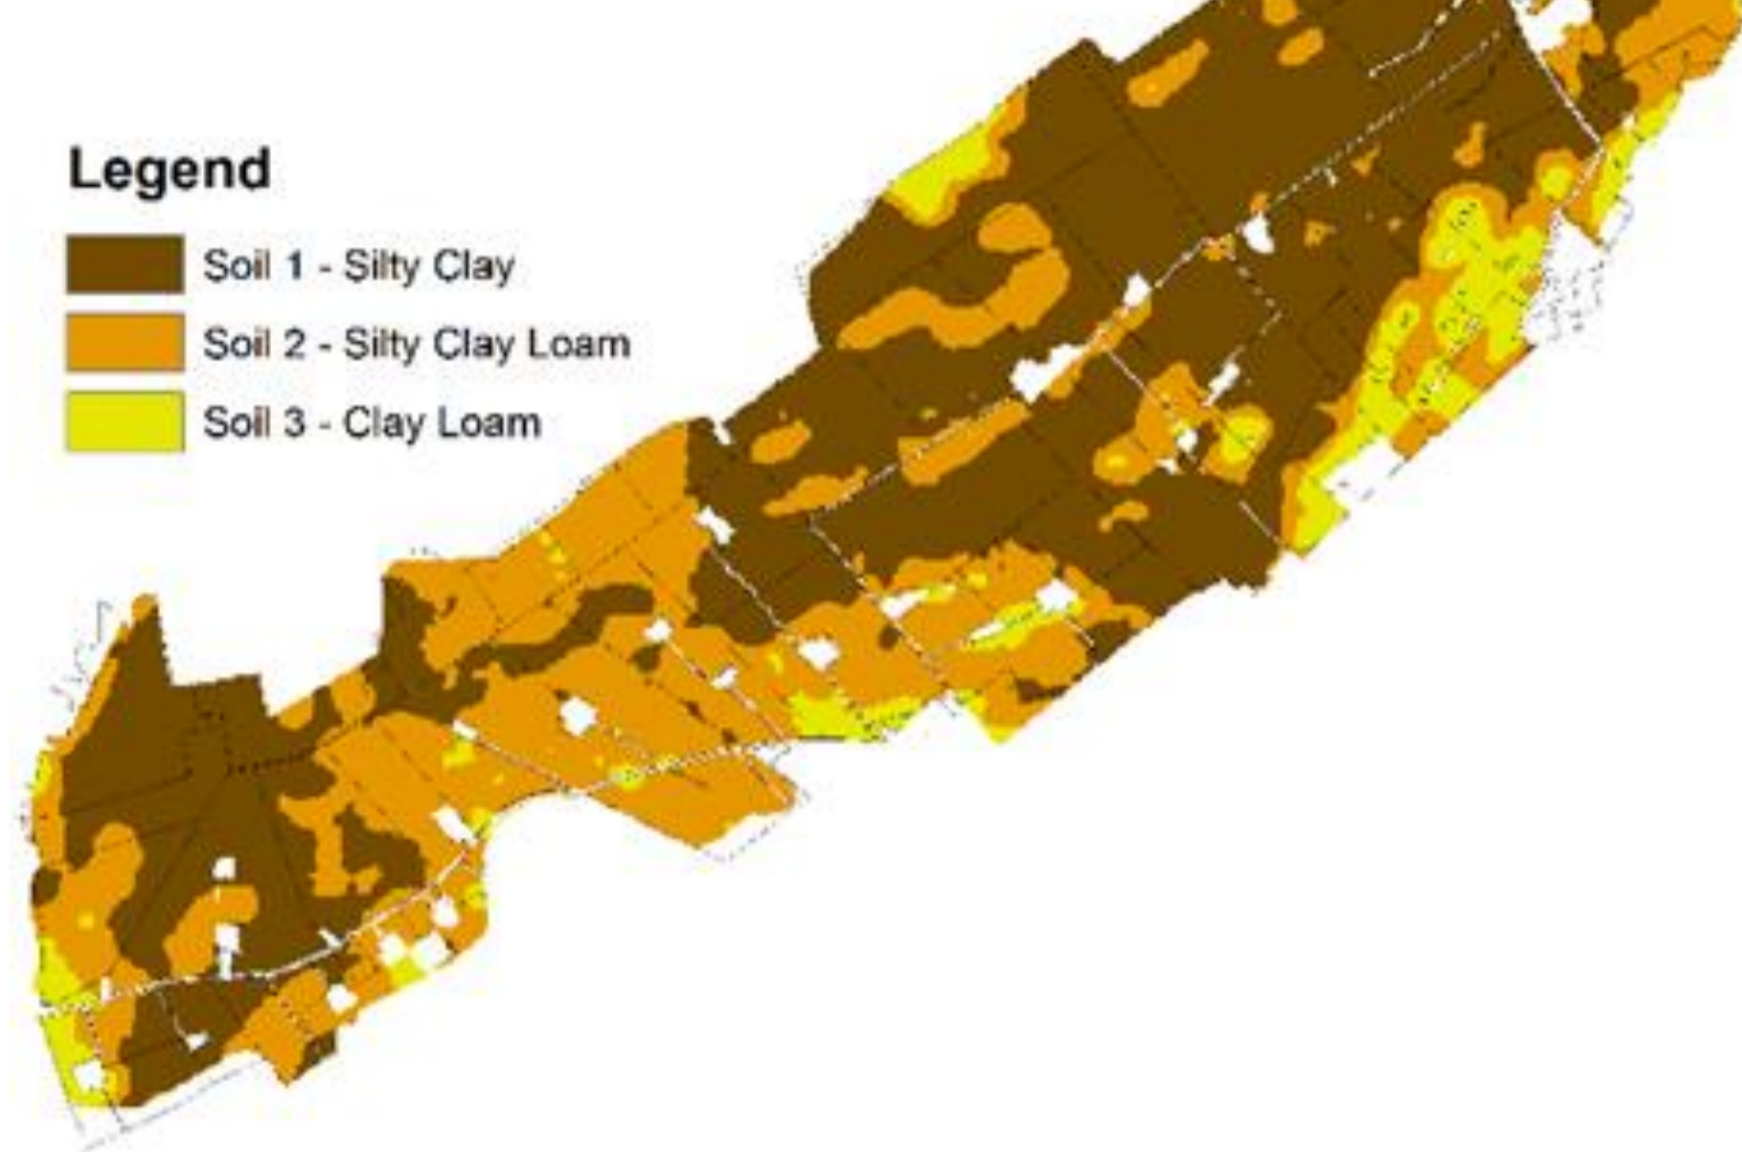 Legend
Soil 1 - Silty Clay
Soil 2 - Silty Clay Loam
Soil 3 - Clay Loam